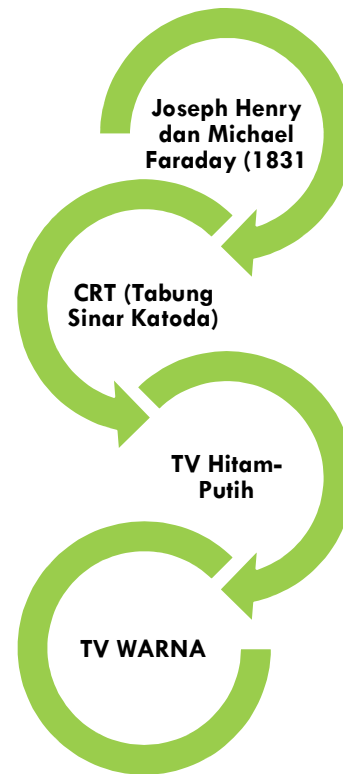 Joseph Henry
dan Michael
Faraday (1831
CRT (Tabung
Sinar Katoda)
TV Hitam-
Putih
TV WARNA